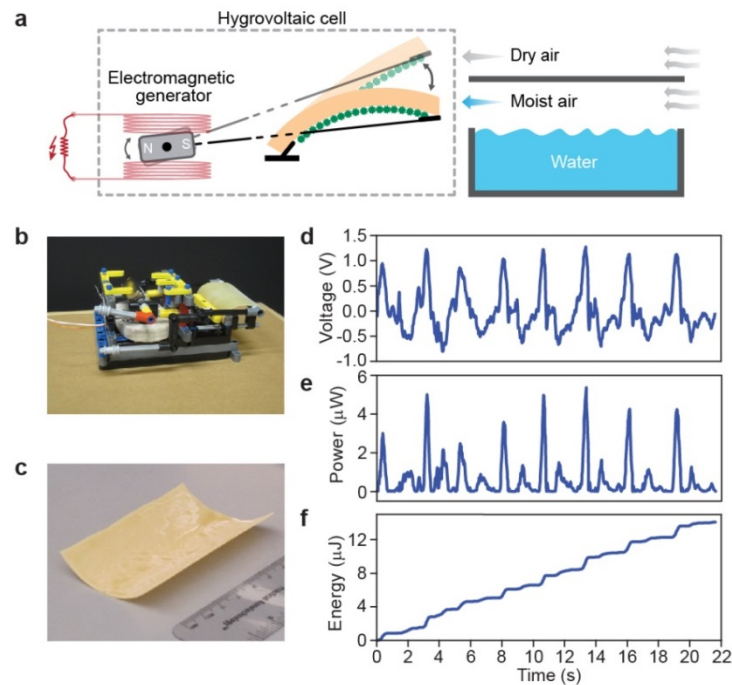 a
Hygrovoltaic cell
Electromagnetic
generator
N
S
Dry air
Moist air
Water
b
c
d
Voltage (V)
1.5
1.0
0.5
0.0
-0.5
-1.0
e
Power (μW)
6
4
2
0
f
Energy (μJ)
12
8
4
0
0 2 4 6 8 10 12 14 16 18 20 22
Time (s)